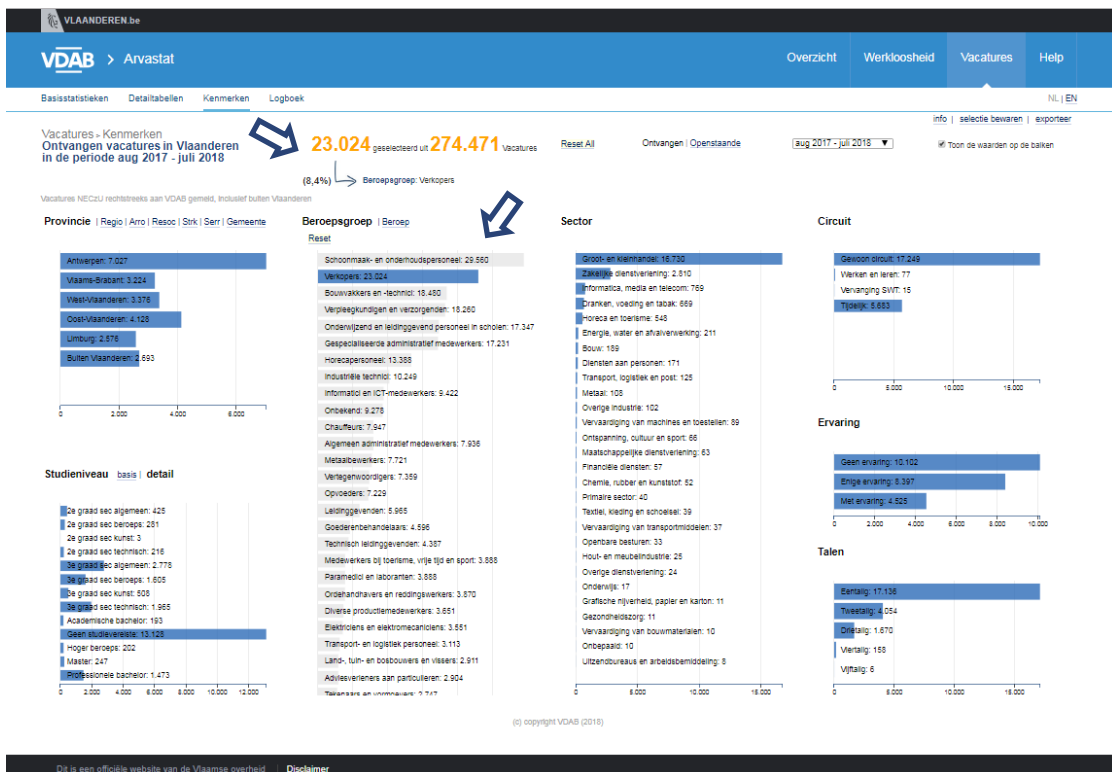 VLAANDEREN.be
VDAB > Arvastat
Overzicht Werkloosheid Vacatures Help
Basisstatistieken Detailtabellen Kenmerken Logboek
NL | EN
info | selectie bewaren | exporteer
Vacatures » Kenmerken
Ontvangen vacatures in Vlaanderen
in de periode aug 2017 - juli 2018
23.024 geselecteerd uit 274.471 Vacatures
Reset All
Ontvangen | Openstaande
aug 2017 - juli 2018
Toon de waarden op de balken
(8,4%) Beroepsgroep: Verkopers
Vacatures NECzU rechtstreeks aan VDAB gemeld, Inclusief buiten Vlaanderen
Provincie | Regio | Arro | Resoc | Strk | Serr | Gemeente
Antwerpen: 7.027
Vlaams-Brabant: 3.224
West-Vlaanderen: 3.376
Oost-Vlaanderen: 4.128
Limburg: 2.576
Buiten Vlaanderen: 2.693
0 2.000 4.000 6.000
Studieniveau basis | detail
2e graad sec algemeen: 425
2e graad sec beroeps: 281
2e graad sec kunst: 3
2e graad sec technisch: 216
3e graad sec algemeen: 2.778
3e graad sec beroeps: 1.605
3e graad sec kunst: 508
3e graad sec technisch: 1.965
Academische bachelor: 193
Geen studievereiste: 13.128
Hoger beroeps: 202
Master: 247
Professionele bachelor: 1.473
0 2.000 4.000 6.000 8.000 10.000 12.000
Beroepsgroep | Beroep
Reset
Schoonmaak- en onderhoudspersoneel: 29.560
Verkopers: 23.024
Bouwvakkers en -technici: 18.480
Verpleegkundigen en verzorgenden: 18.260
Onderwijzend en leidinggevend personeel in scholen: 17.347
Gespecialiseerde administratief medewerkers: 17.231
Horecapersoneel: 13.388
Industriële technici: 10.249
Informatici en ICT-medewerkers: 9.422
Onbekend: 9.278
Chauffeurs: 7.947
Algemeen administratief medewerkers: 7.936
Metaalbewerkers: 7.721
Vertegenwoordigers: 7.359
Opvoeders: 7.229
Leidinggevenden: 5.965
Goederenbehandelaars: 4.596
Technisch leidinggevenden: 4.387
Medewerkers bij toerisme, vrije tijd en sport: 3.888
Paramedici en laboranten: 3.888
Ordehandhavers en reddingswerkers: 3.870
Diverse productiemedewerkers: 3.651
Elektriciens en elektromecaniciens: 3.551
Transport- en logistiek personeel: 3.113
Land-, tuin- en bosbouwers en vissers: 2.911
Adviesverleners aan particulieren: 2.904
Tekenaars en vormgevers: 2.747
Sector
Groot- en kleinhandel: 16.730
Zakelijke dienstverlening: 2.810
Informatica, media en telecom: 769
Dranken, voeding en tabak: 669
Horeca en toerisme: 548
Energie, water en afvalverwerking: 211
Bouw: 189
Diensten aan personen: 171
Transport, logistiek en post: 125
Metaal: 108
Overige industrie: 102
Vervaardiging van machines en toestellen: 89
Ontspanning, cultuur en sport: 66
Maatschappelijke dienstverlening: 63
Financiële diensten: 57
Chemie, rubber en kunststof: 52
Primaire sector: 40
Textiel, kleding en schoeisel: 39
Vervaardiging van transportmiddelen: 37
Openbare besturen: 33
Hout- en meubelindustrie: 25
Overige dienstverlening: 24
Onderwijs: 17
Grafische nijverheid, papier en karton: 11
Gezondheidszorg: 11
Vervaardiging van bouwmaterialen: 10
Onbepaald: 10
Uitzendbureaus en arbeidsbemiddeling: 8
0 5.000 10.000 15.000
Circuit
Gewoon circuit: 17.249
Werken en leren: 77
Vervanging SWT: 15
Tijdelijk: 5.683
0 5.000 10.000 15.000
Ervaring
Geen ervaring: 10.102
Enige ervaring: 8.397
Met ervaring: 4.525
0 2.000 4.000 6.000 8.000 10.000
Talen
Eentalig: 17.136
Tweetalig: 4.054
Drietalig: 1.670
Viertalig: 158
Vijftalig: 6
0 5.000 10.000 15.000
(c) copyright VDAB (2018)
Dit is een officiële website van de Vlaamse overheid Disclaimer